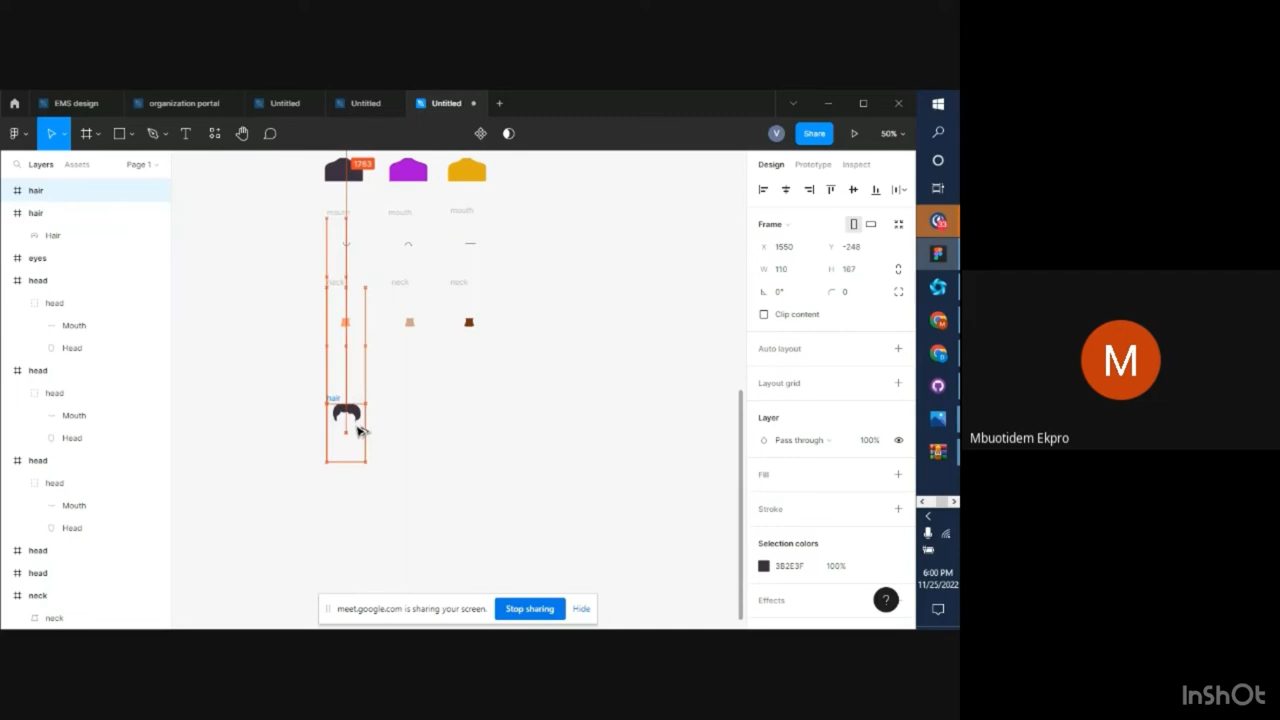 EMS design
organization portal
Untitled
Untitled
Untitled
Share
50%
Layers
Assets
Page 1
hair
hair
Hair
eyes
head
head
Mouth
Head
head
head
Mouth
Head
head
head
Mouth
Head
head
head
neck
neck
1763
mouth
mouth
mouth
neck
neck
neck
hair
V
Design
Prototype
Inspect
Frame
X 1550
Y -248
W 110
H 167
0°
0
Clip content
Auto layout
Layout grid
Layer
Pass through
100%
Fill
Stroke
Selection colors
3B2E3F
100%
Effects
?
meet.google.com is sharing your screen.
Stop sharing
Hide
6:00 PM
11/25/2022
M
Mbuotidem Ekpro
InShOt